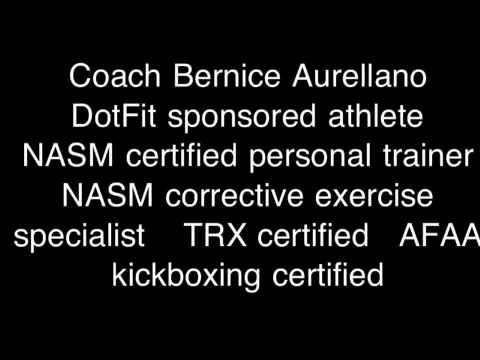 Coach Bernice Aurellano
DotFit sponsored athlete
NASM certified personal trainer
NASM corrective exercise
specialist TRX certified AFAA
kickboxing certified